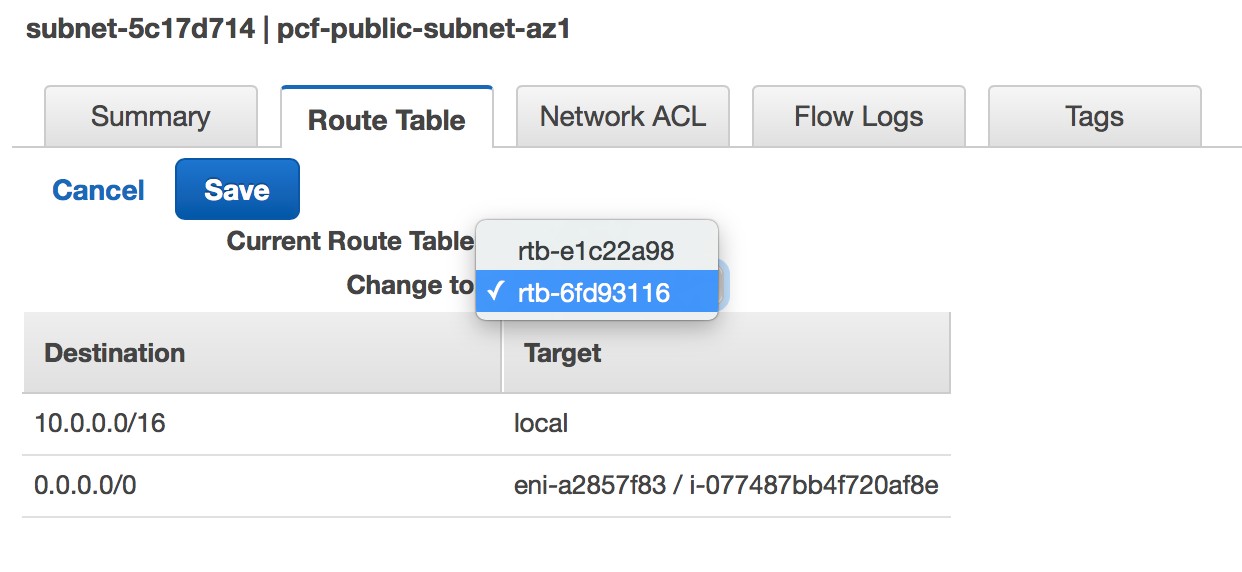 subnet-5c17d714 | pcf-public-subnet-az1
Summary
Route Table
Network ACL
Flow Logs
Tags
Cancel
Save
Current Route Table
rtb-e1c22a98
Change to
rtb-6fd93116
Destination
Target
10.0.0.0/16
local
0.0.0.0/0
eni-a2857f83 / i-077487bb4f720af8e